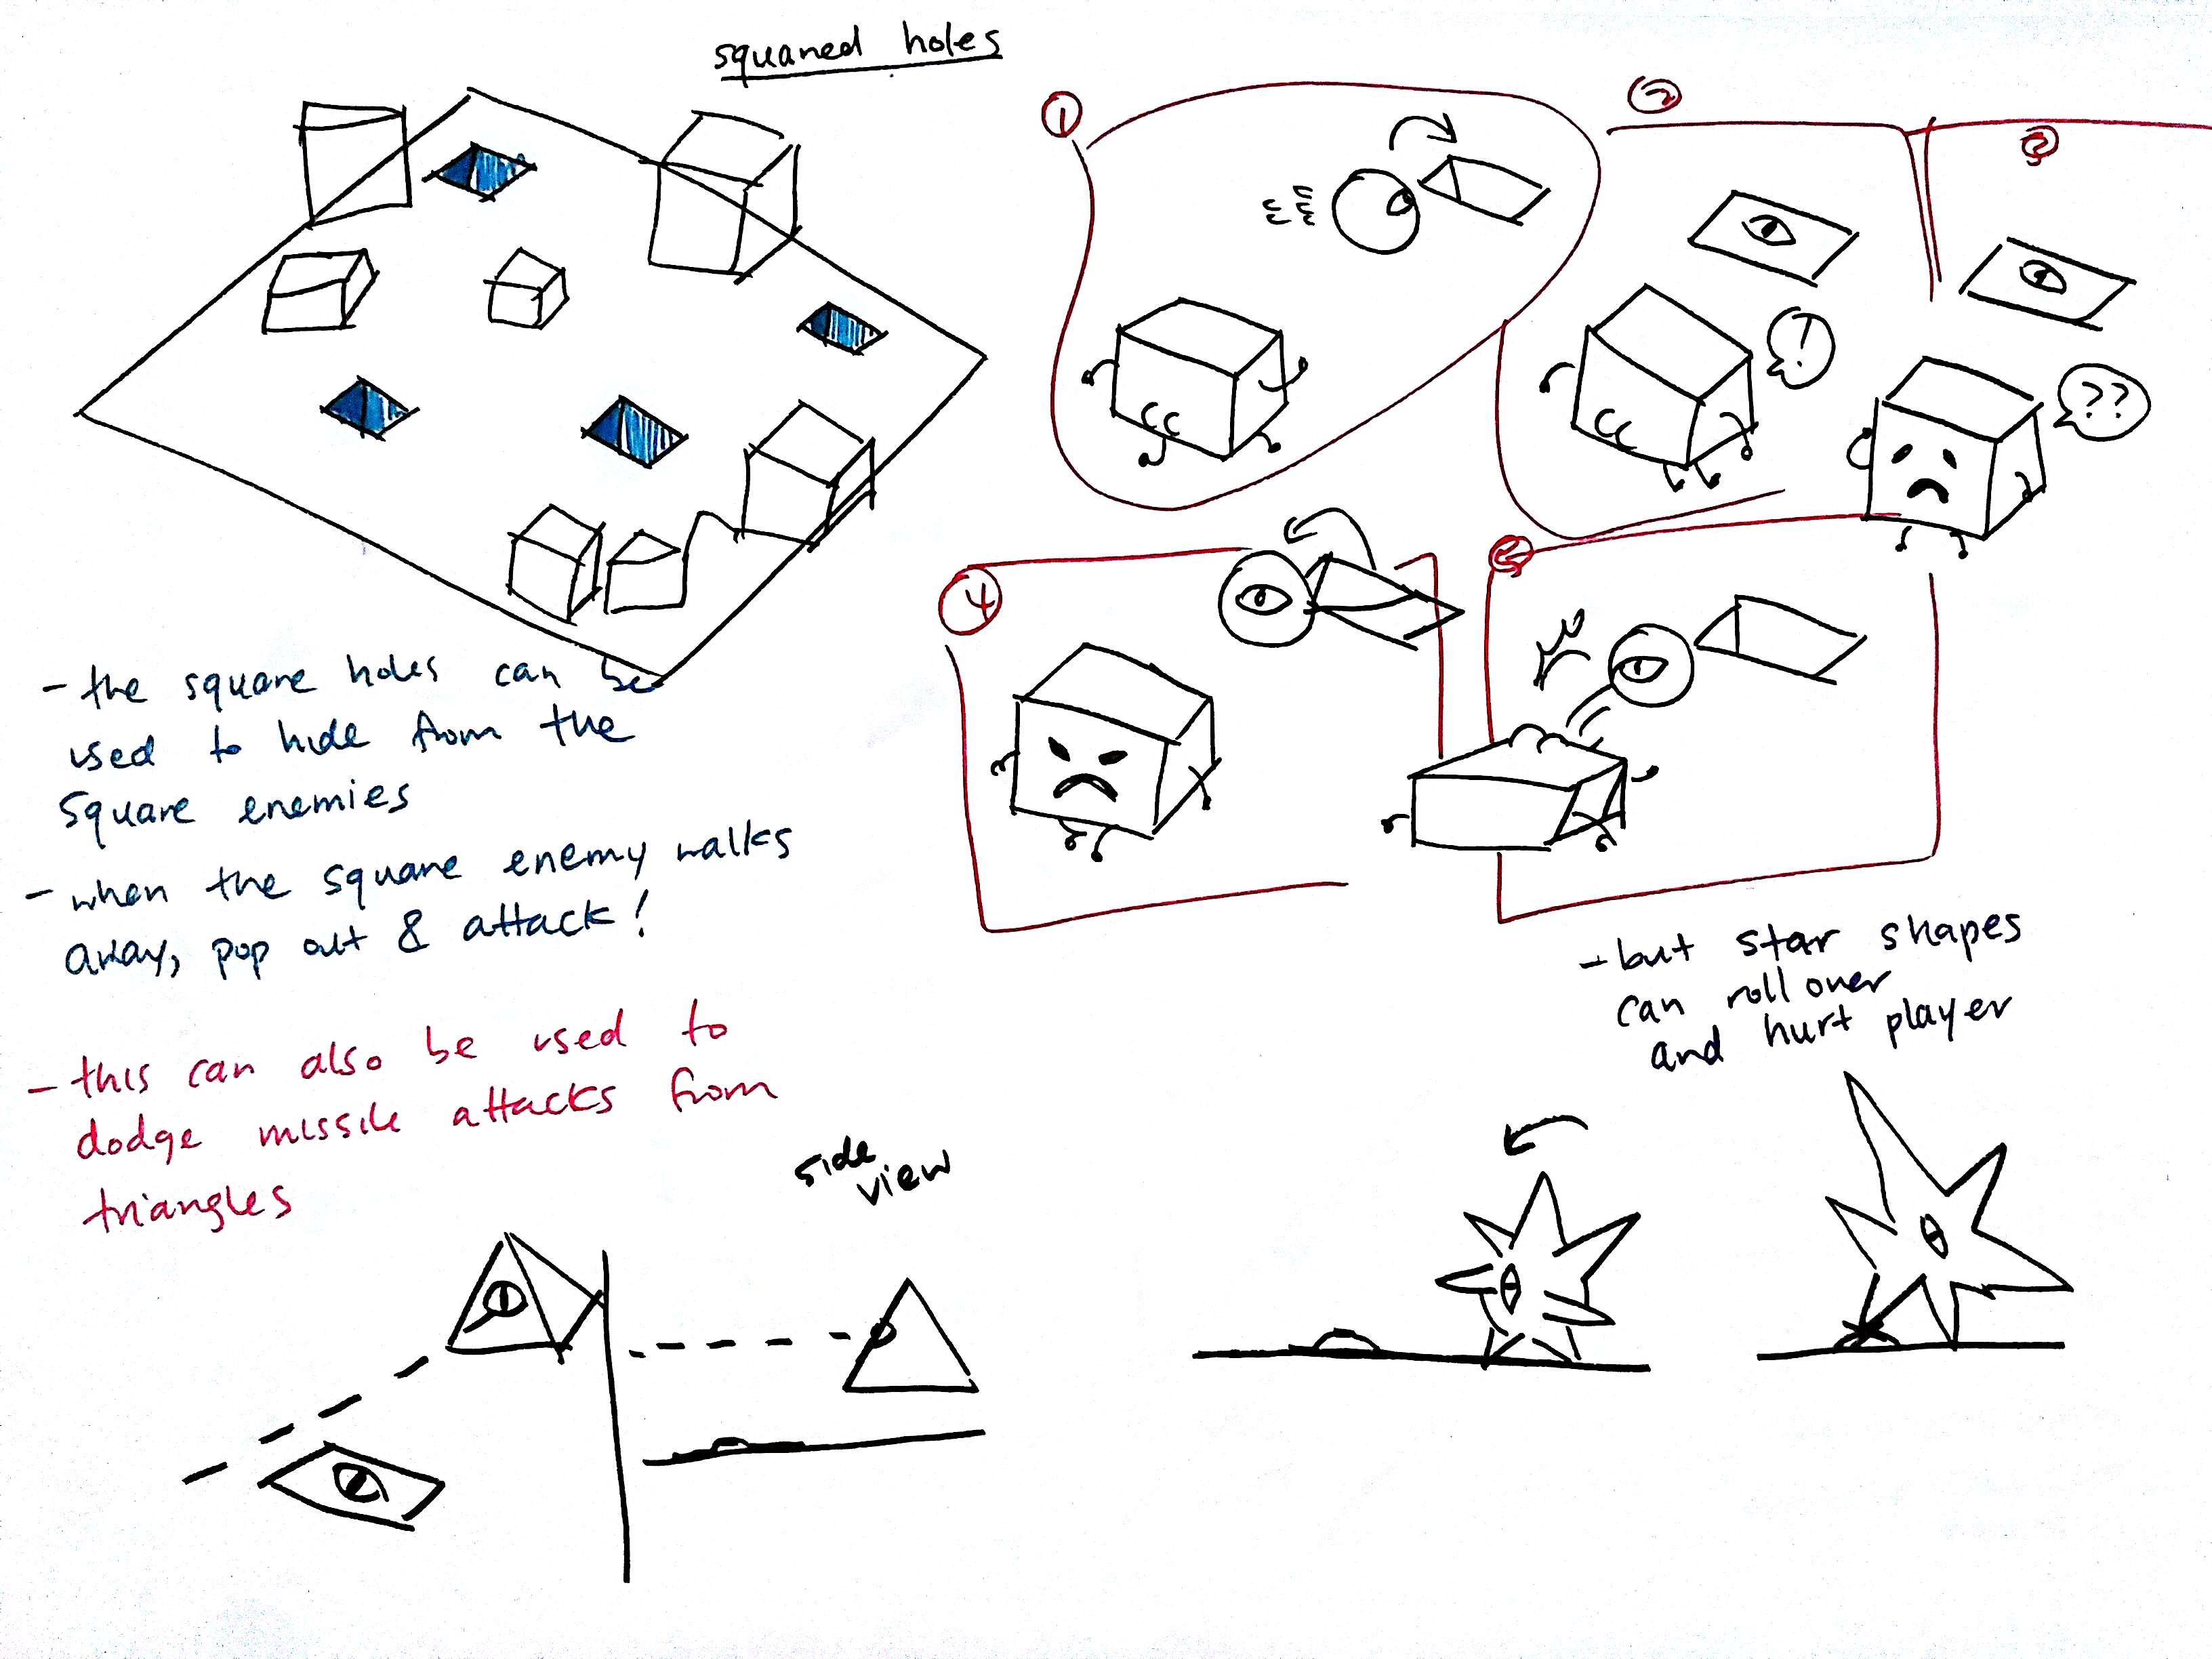 squared holes
①
②
③
!
??
④
⑤
- the square holes can be
used to hide from the
square enemies
- when the square enemy walks
away, pop out & attack!
- this can also be used to
dodge missile attacks from
triangles
side
view
- but star shapes
can roll over
and hurt player